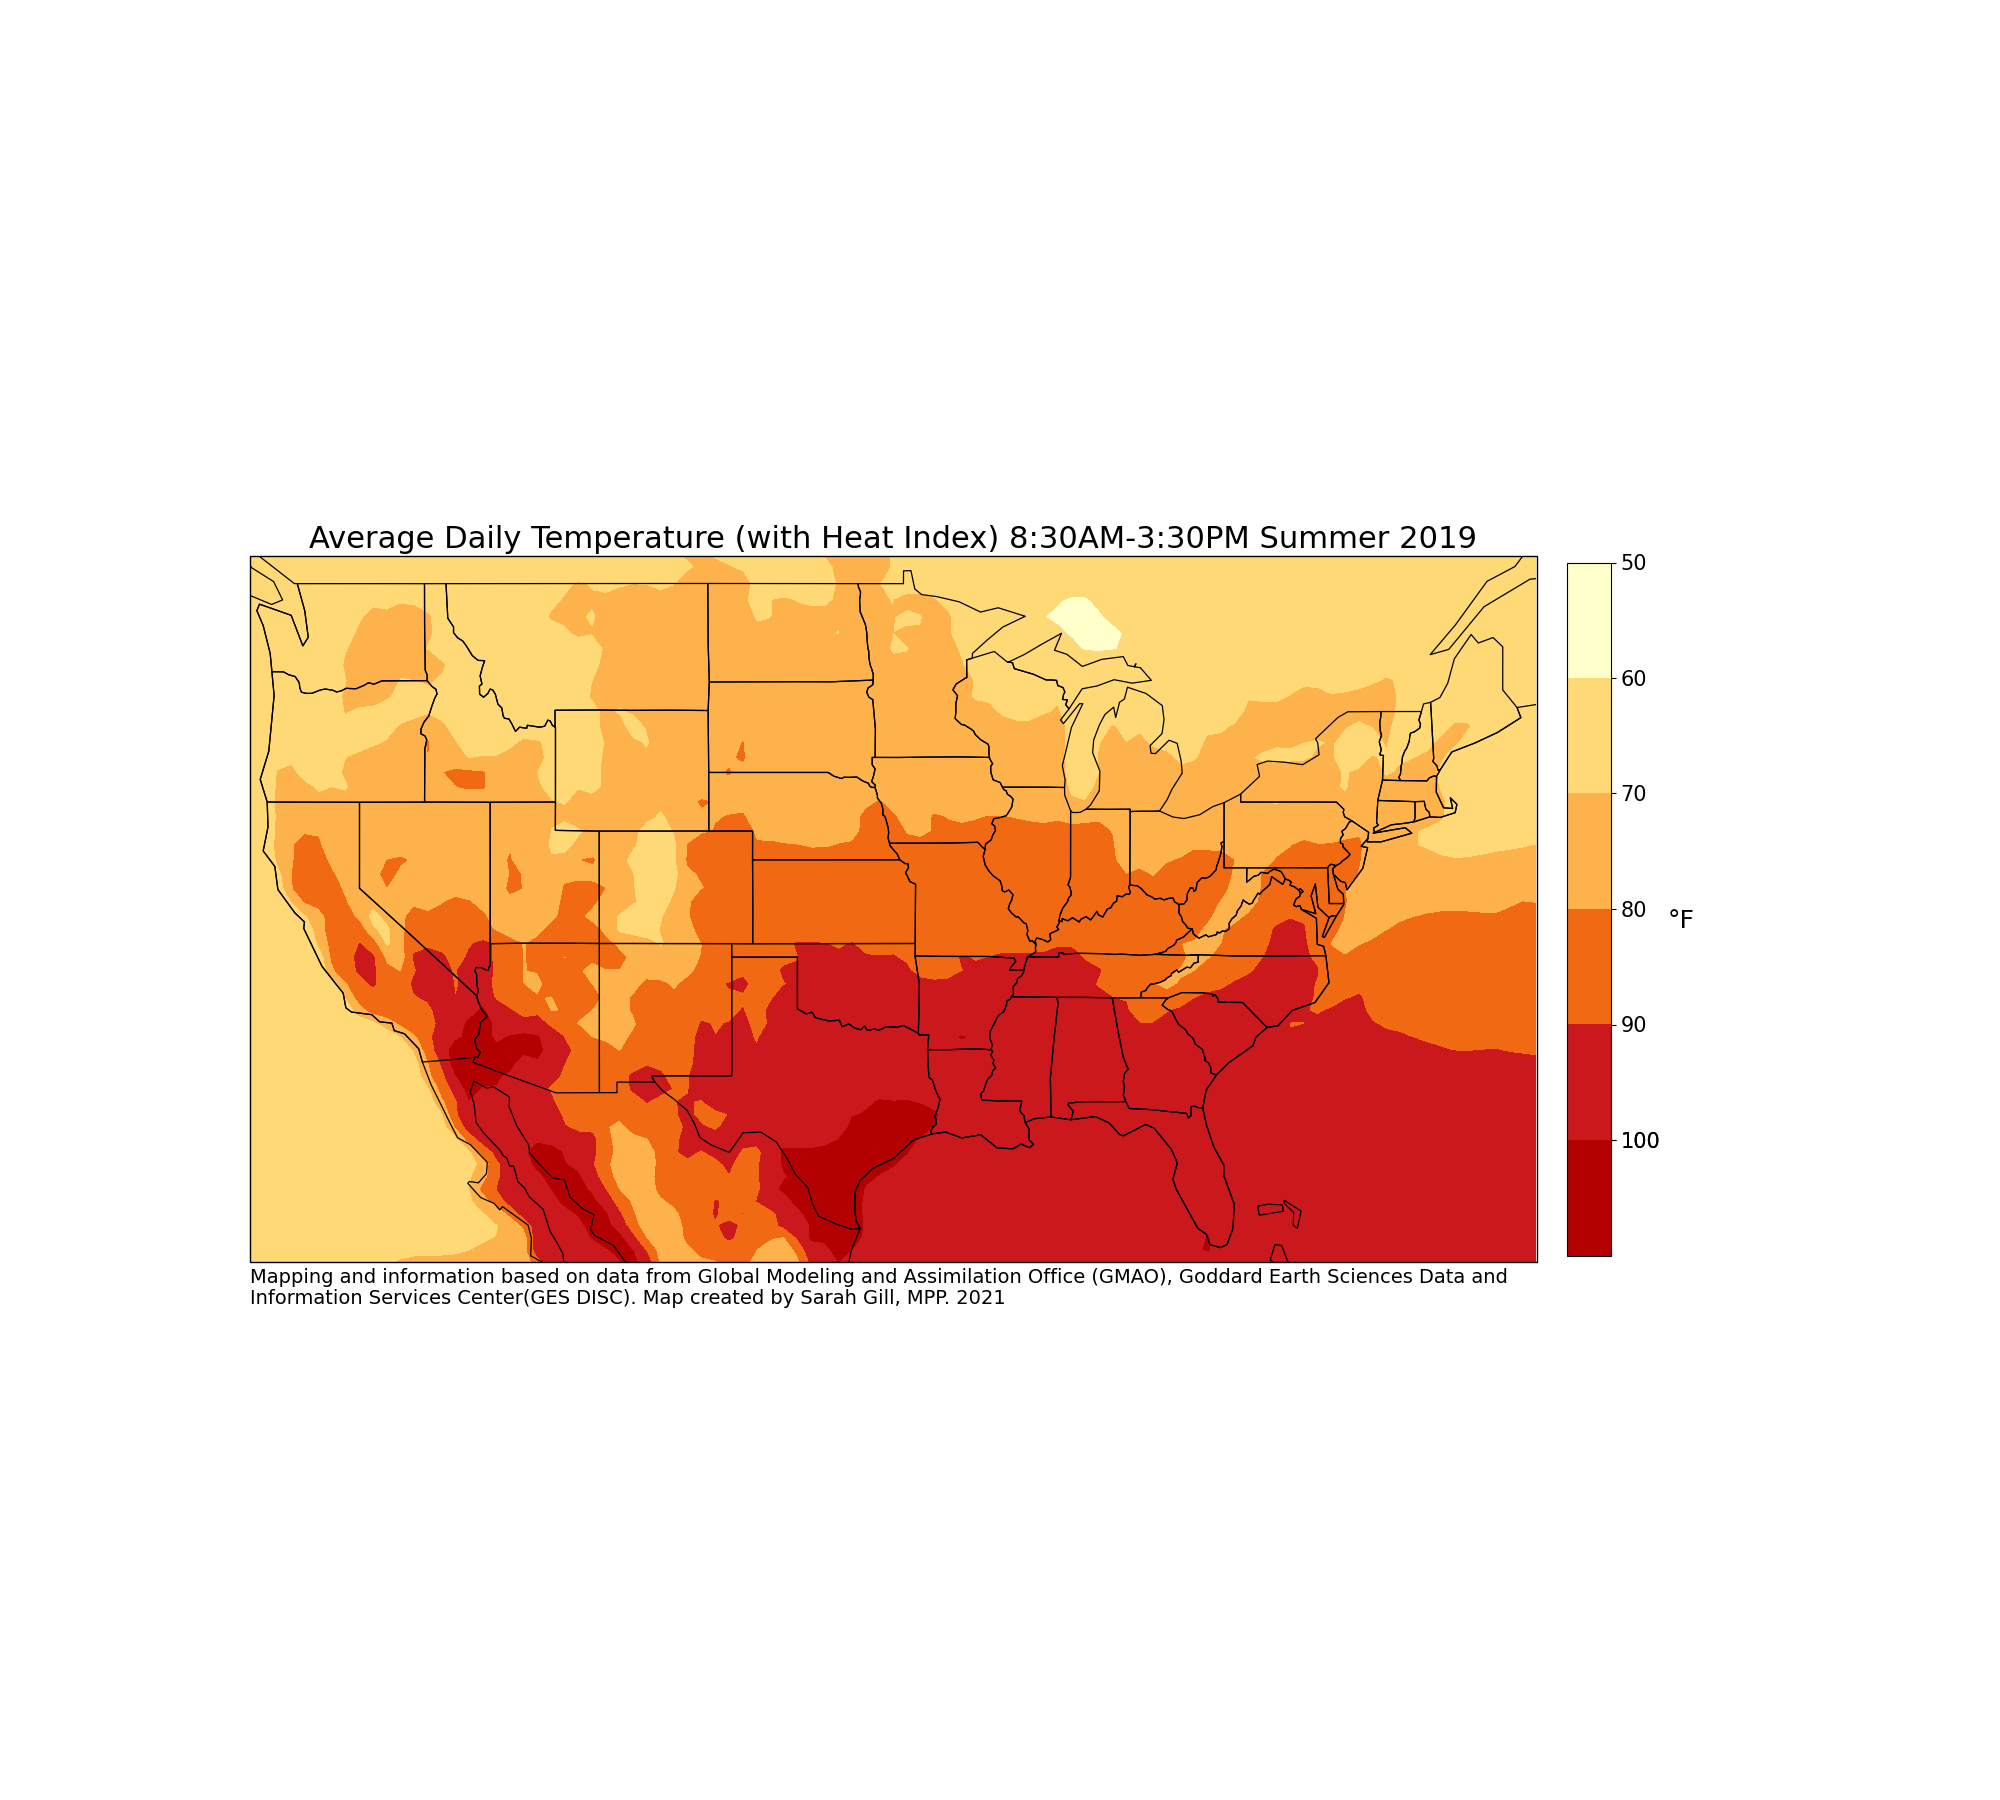 Average Daily Temperature (with Heat Index) 8:30AM-3:30PM Summer 2019
50
60
70
80
°F
90
100
Mapping and information based on data from Global Modeling and Assimilation Office (GMAO), Goddard Earth Sciences Data and
Information Services Center(GES DISC). Map created by Sarah Gill, MPP. 2021